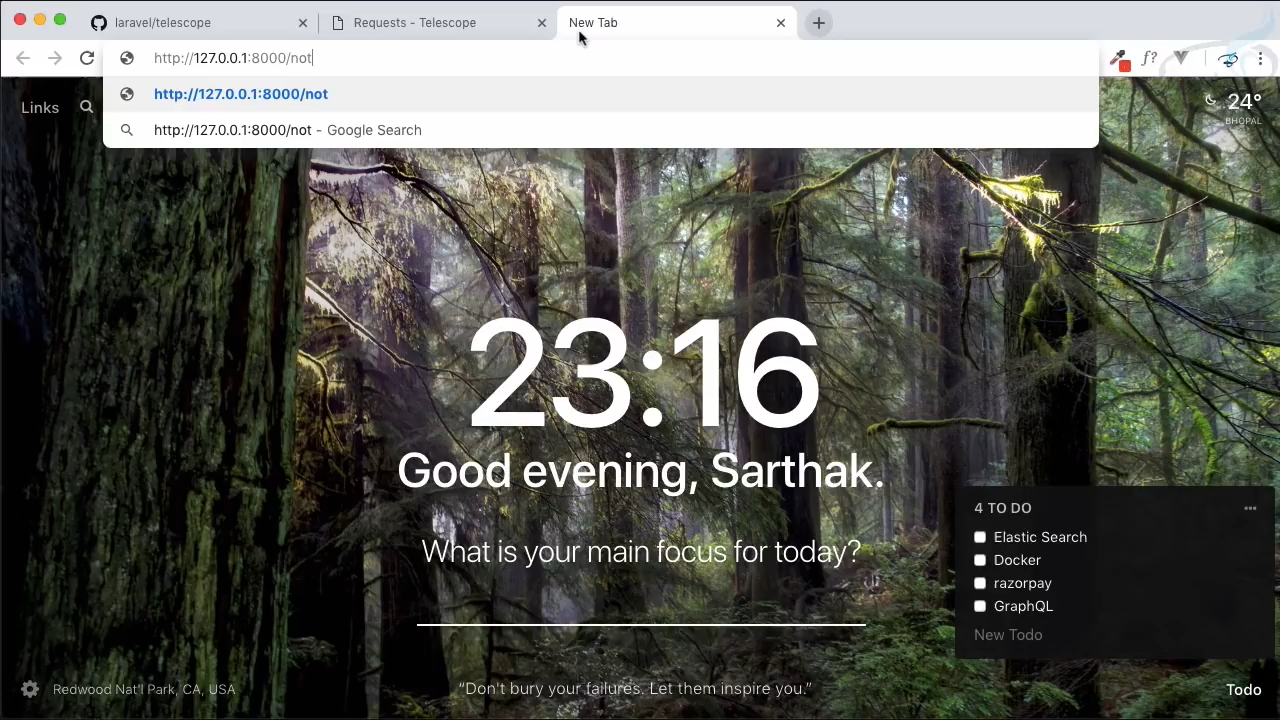 laravel/telescope
Requests - Telescope
New Tab
http://127.0.0.1:8000/not
f?
http://127.0.0.1:8000/not
http://127.0.0.1:8000/not - Google Search
Links
24°
BHOPAL
23:16
Good evening, Sarthak.
What is your main focus for today?
4 TO DO
Elastic Search
Docker
razorpay
GraphQL
New Todo
Redwood Nat'l Park, CA, USA
“Don't bury your failures. Let them inspire you.”
Todo